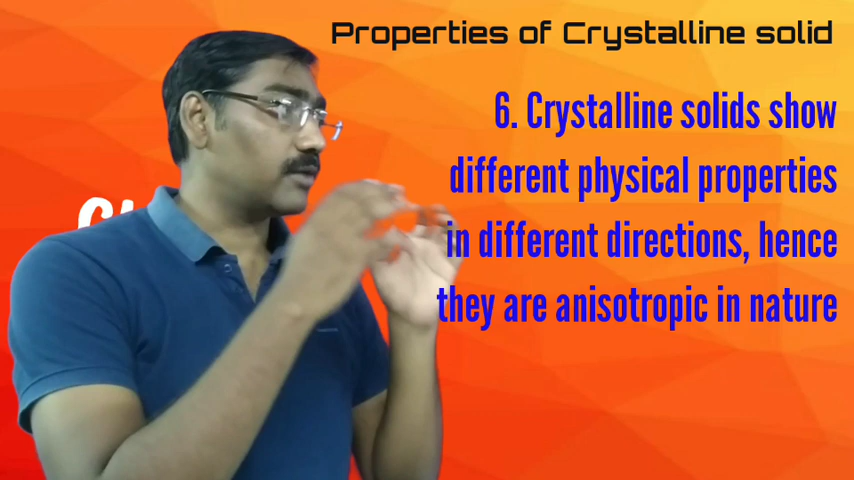 Properties of Crystalline solid
6. Crystalline solids show
different physical properties
in different directions, hence
they are anisotropic in nature